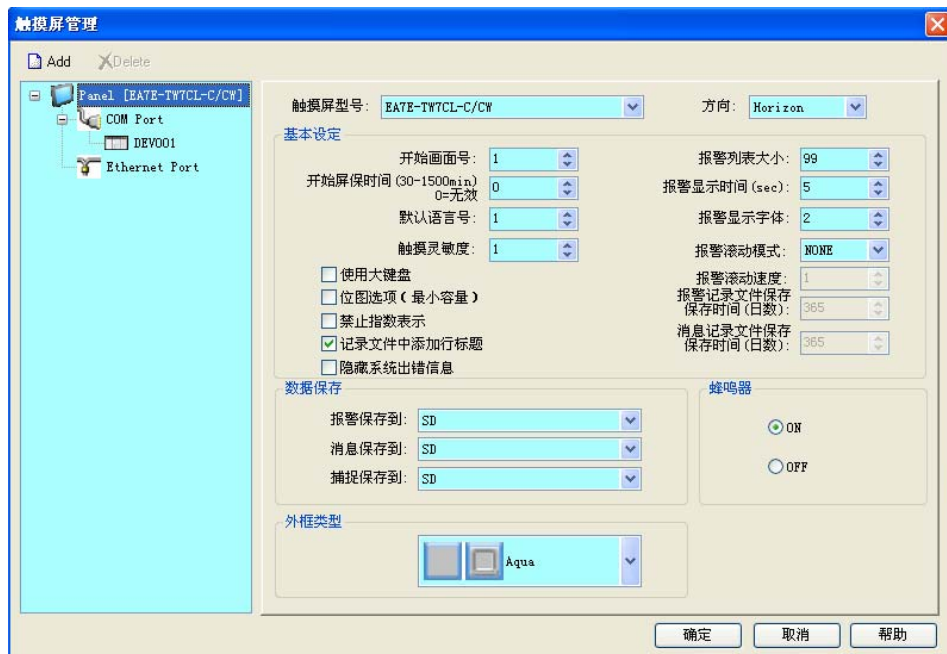 触摸屏管理
Add Delete
Panel [EA7E-TW7CL-C/CW]
COM Port
DEV001
Ethernet Port
触摸屏型号: EA7E-TW7CL-C/CW 方向: Horizon
基本设定
开始画面号: 1 报警列表大小: 99
开始屏保时间(30-1500min)
0=无效 0 报警显示时间(sec): 5
默认语言号: 1 报警显示字体: 2
触摸灵敏度: 1 报警滚动模式: NONE
使用大键盘 报警滚动速度: 1
位图选项(最小容量) 报警记录文件保存
保存时间(日数): 365
禁止指数表示
消息记录文件保存
记录文件中添加行标题 保存时间(日数): 365
隐藏系统出错信息
数据保存 蜂鸣器
报警保存到: SD ON
消息保存到: SD
捕捉保存到: SD OFF
外框类型
Aqua
确定 取消 帮助